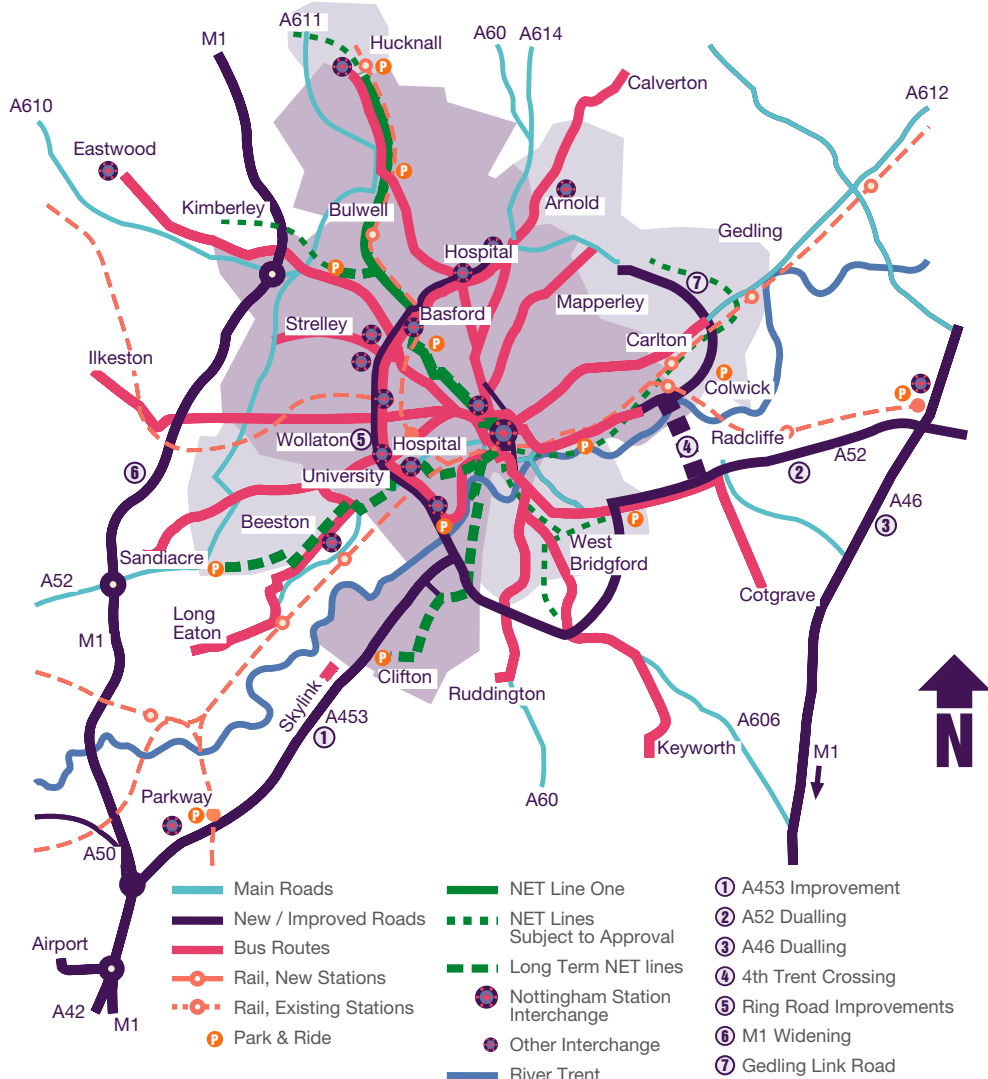 A611
M1
Hucknall
P
A60
A614
Calverton
A610
A612
Eastwood
P
Arnold
Kimberley
Bulwell
Gedling
Hospital
P
7
Mapperley
Basford
Strelley
P
Carlton
Ilkeston
P
Colwick
P
Wollaton
5
Hospital
Radcliffe
P
4
A52
6
University
2
A46
Beeston
P
P
3
Sandiacre
P
West
Bridgford
A52
Cotgrave
Long
Eaton
M1
P
Clifton
Skylink
Ruddington
A453
1
A606
Keyworth
M1
N
Parkway
P
A60
A50
Airport
A42
M1
Main Roads
New / Improved Roads
Bus Routes
Rail, New Stations
Rail, Existing Stations
P Park & Ride
NET Line One
NET Lines
Subject to Approval
Long Term NET lines
Nottingham Station
Interchange
Other Interchange
River Trent
1 A453 Improvement
2 A52 Dualling
3 A46 Dualling
4 4th Trent Crossing
5 Ring Road Improvements
6 M1 Widening
7 Gedling Link Road